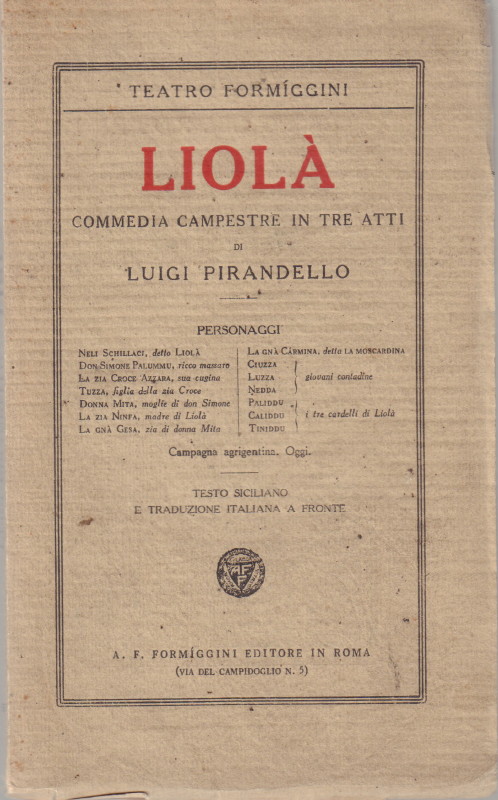 TEATRO FORMÍGGINI
LIOLÀ
COMMEDIA CAMPESTRE IN TRE ATTI
DI
LUIGI PIRANDELLO
PERSONAGGI
NELI SCHILLACI, detto LIOLÀ
DON SIMONE PALUMMU, ricco massaro
LA ZIA CROCE AZZARA, sua cugina
TUZZA, figlia della zia Croce
DONNA MITA, moglie di don Simone
LA ZIA NINFA, madre di Liolà
LA GNÀ GESA, zia di donna Mita
LA GNÀ CÀRMINA, detta LA MOSCARDINA
CIUZZA
LUZZA giovani contadine
NEDDA
PALIDDU
CALIDDU i tre cardelli di Liolà
TINIDDU
Campagna agrigentina. Oggi.
TESTO SICILIANO
E TRADUZIONE ITALIANA A FRONTE
AFF
A. F. FORMÍGGINI EDITORE IN ROMA
(VIA DEL CAMPIDOGLIO N. 5)